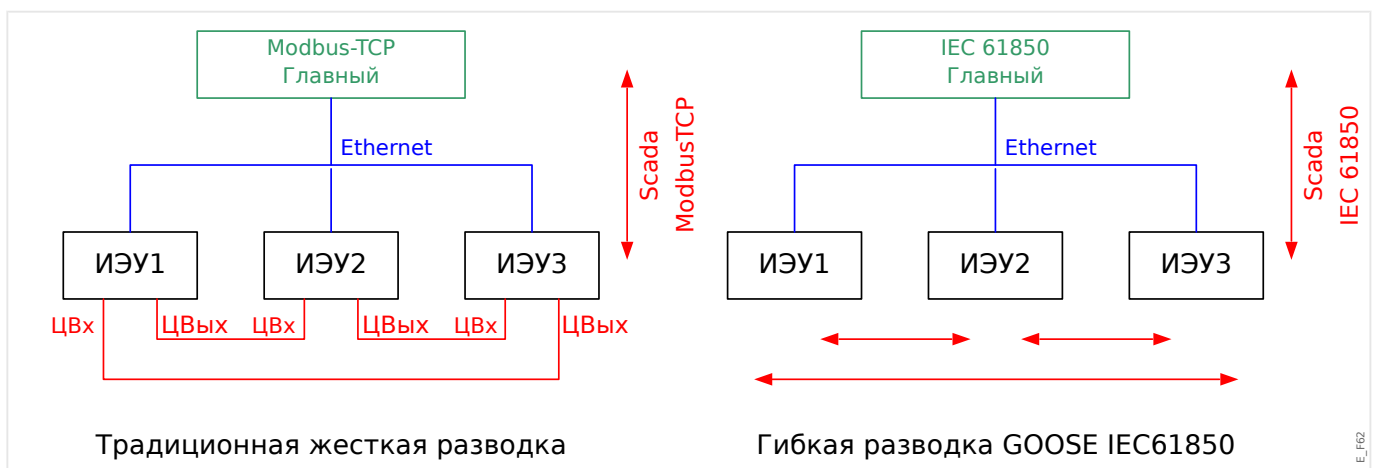 Modbus-TCP
Главный
Ethernet
Scada
ModbusTCP
ИЭУ1
ИЭУ2
ИЭУ3
ЦВх
ЦВых
ЦВх
ЦВых
ЦВх
ЦВых
Традиционная жесткая разводка
IEC 61850
Главный
Ethernet
Scada
IEC 61850
ИЭУ1
ИЭУ2
ИЭУ3
Гибкая разводка GOOSE IEC61850
E_F62